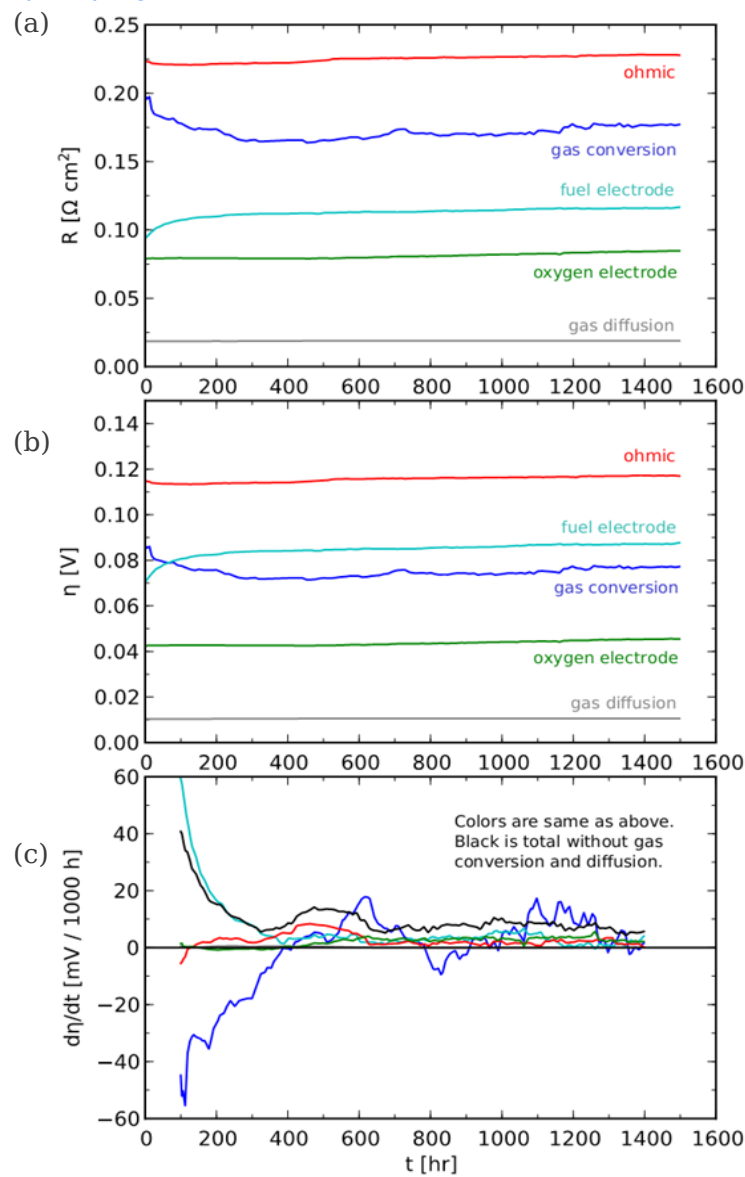 (a)
0.25
0.20
0.15
0.10
0.05
0.00
R [Ω cm²]
ohmic
gas conversion
fuel electrode
oxygen electrode
gas diffusion
0 200 400 600 800 1000 1200 1400 1600
(b)
0.14
0.12
0.10
0.08
0.06
0.04
0.02
0.00
η [V]
ohmic
fuel electrode
gas conversion
oxygen electrode
gas diffusion
0 200 400 600 800 1000 1200 1400 1600
(c)
60
40
20
0
−20
−40
−60
dη/dt [mV / 1000 h]
Colors are same as above.
Black is total without gas
conversion and diffusion.
0 200 400 600 800 1000 1200 1400 1600
t [hr]